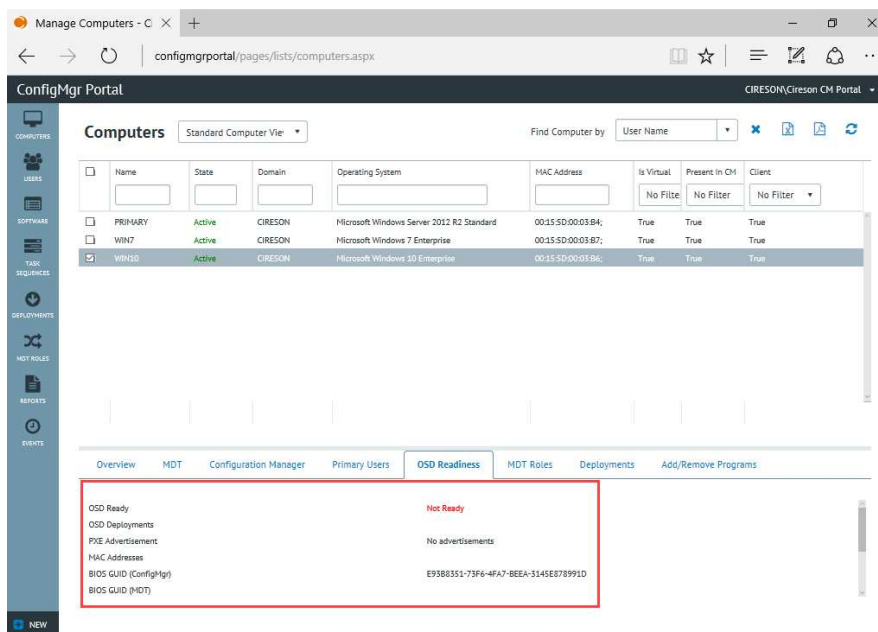 Manage Computers - C
configmgrportal/pages/lists/computers.aspx
ConfigMgr Portal
CIRESON\Cireson CM Portal
COMPUTERS
USERS
SOFTWARE
TASK
SEQUENCES
DEPLOYMENTS
MDT ROLES
REPORTS
EVENTS
NEW
Computers
Standard Computer Vie
Find Computer by
User Name
Name State Domain Operating System MAC Address Is Virtual Present In CM Client
No Filte No Filter No Filter
PRIMARY Active CIRESON Microsoft Windows Server 2012 R2 Standard 00:15:5D:00:03:B4; True True True
WIN7 Active CIRESON Microsoft Windows 7 Enterprise 00:15:5D:00:03:B7; True True True
WIN10 Active CIRESON Microsoft Windows 10 Enterprise 00:15:5D:00:03:B6; True True True
Overview MDT Configuration Manager Primary Users OSD Readiness MDT Roles Deployments Add/Remove Programs
OSD Ready Not Ready
OSD Deployments
PXE Advertisement No advertisements
MAC Addresses
BIOS GUID (ConfigMgr) E93B8351-73F6-4FA7-BEEA-3145E878991D
BIOS GUID (MDT)